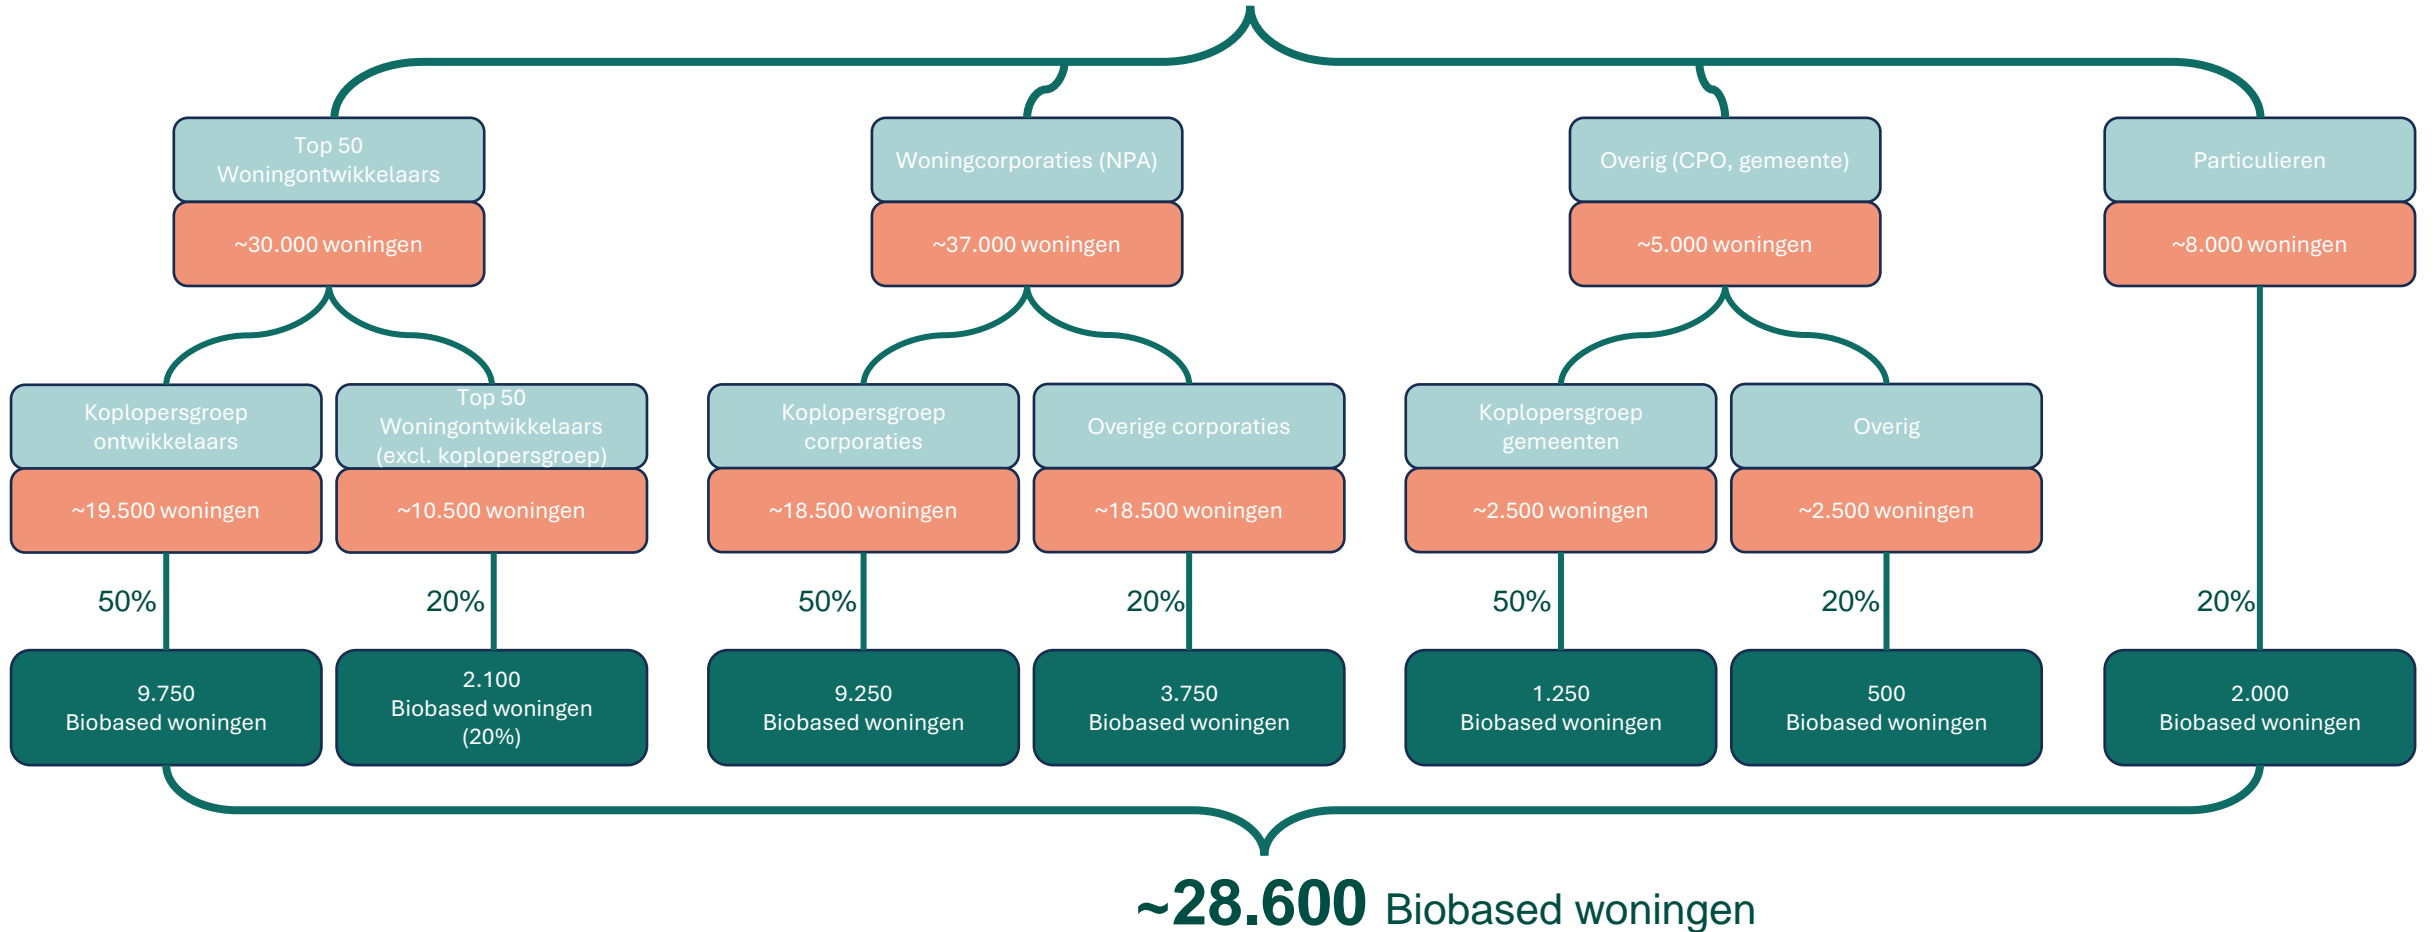 Top 50
Woningontwikkelaars
~30.000 woningen
Woningcorporaties (NPA)
~37.000 woningen
Overig (CPO, gemeente)
~5.000 woningen
Particulieren
~8.000 woningen
Koplopersgroep
ontwikkelaars
~19.500 woningen
Top 50
Woningontwikkelaars
(excl. koplopersgroep)
~10.500 woningen
Koplopersgroep
corporaties
~18.500 woningen
Overige corporaties
~18.500 woningen
Koplopersgroep
gemeenten
~2.500 woningen
Overig
~2.500 woningen
50%
20%
50%
20%
50%
20%
20%
9.750
Biobased woningen
2.100
Biobased woningen
(20%)
9.250
Biobased woningen
3.750
Biobased woningen
1.250
Biobased woningen
500
Biobased woningen
2.000
Biobased woningen
~28.600 Biobased woningen